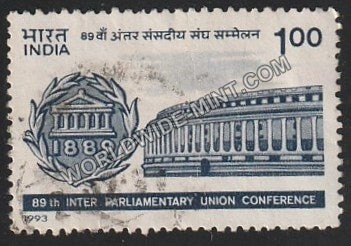 भारत 89वाँ अंतर संसदीय संघ सम्मेलन 1.00
INDIA
1889
89th INTER PARLIAMENTARY UNION CONFERENCE
1993
WORLDWIDE-MINT.COM